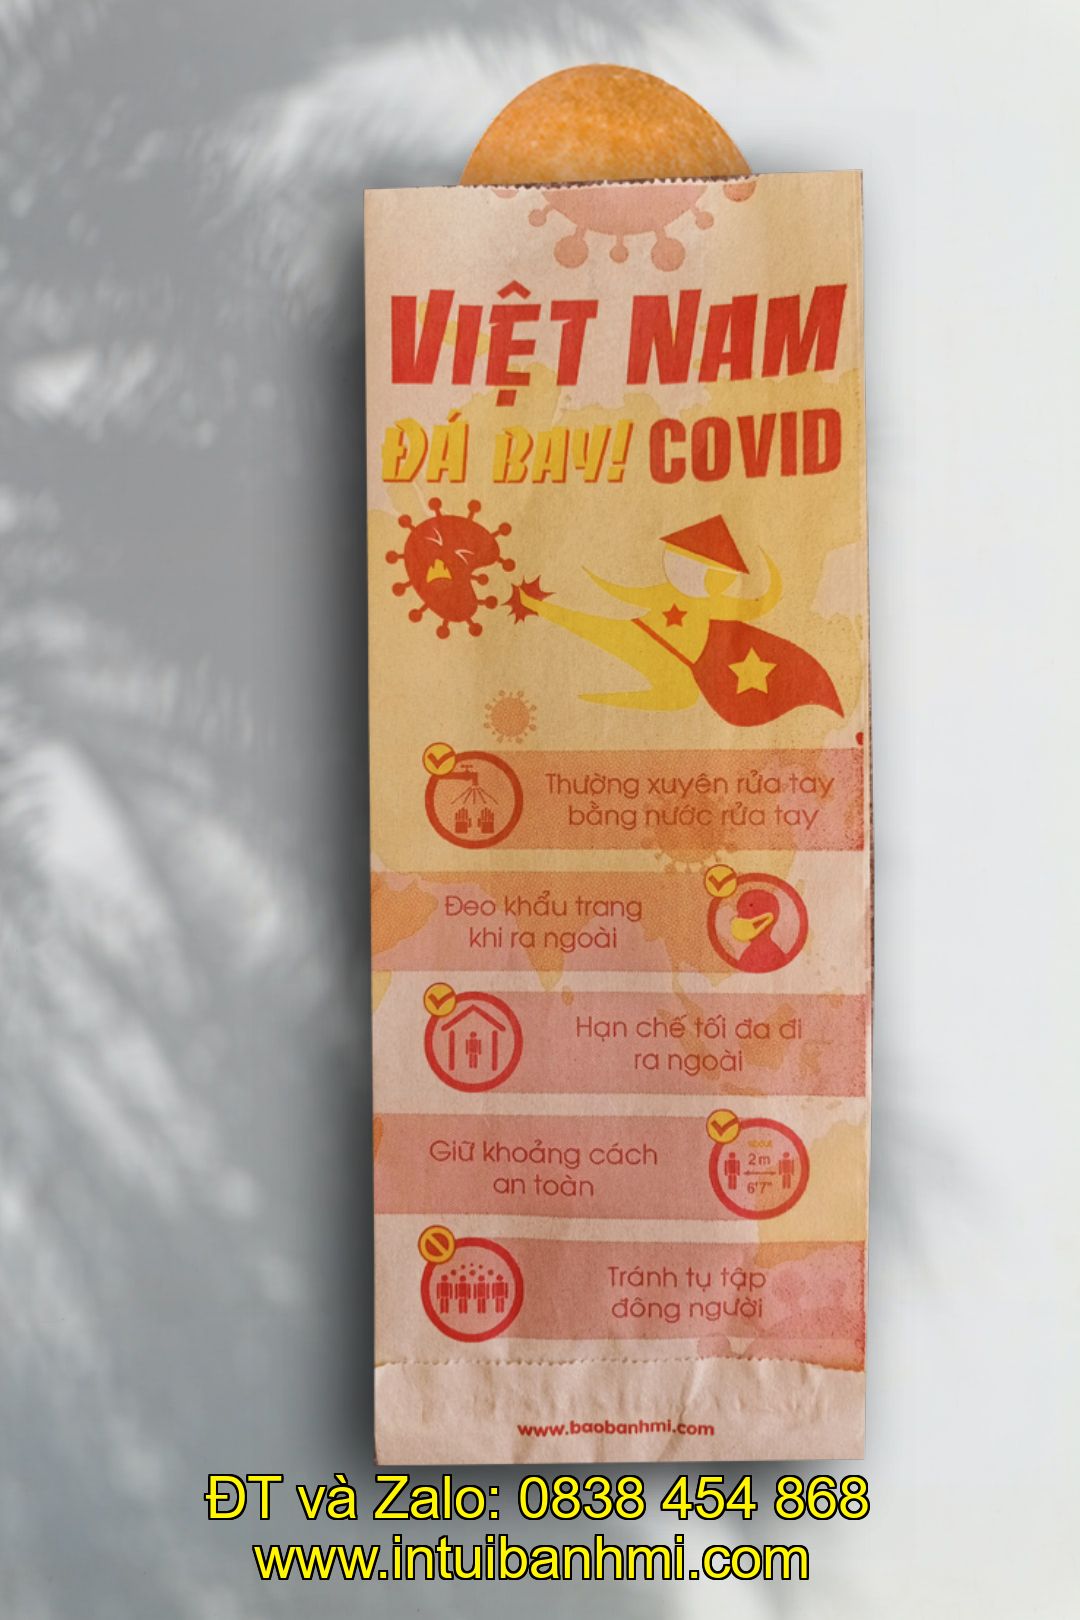 VIỆT NAM
ĐÁ BAY! COVID
Thường xuyên rửa tay
bằng nước rửa tay
Đeo khẩu trang
khi ra ngoài
Hạn chế tối đa đi
ra ngoài
Giữ khoảng cách
an toàn
about
2m
6'7"
Tránh tụ tập
đông người
www.baobanhmi.com
ĐT và Zalo: 0838 454 868
www.intuibanhmi.com